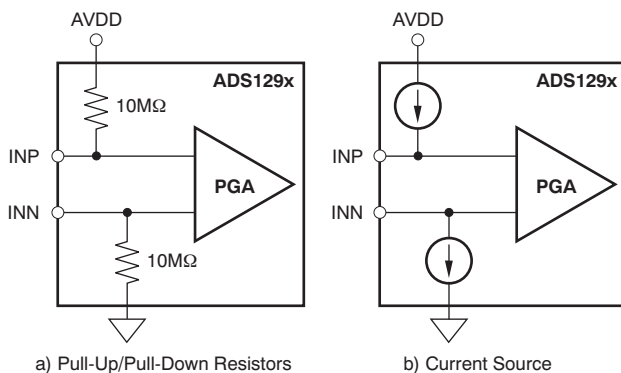 AVDD
ADS129x
10MΩ
INP
PGA
INN
10MΩ
a) Pull-Up/Pull-Down Resistors
AVDD
ADS129x
INP
PGA
INN
b) Current Source